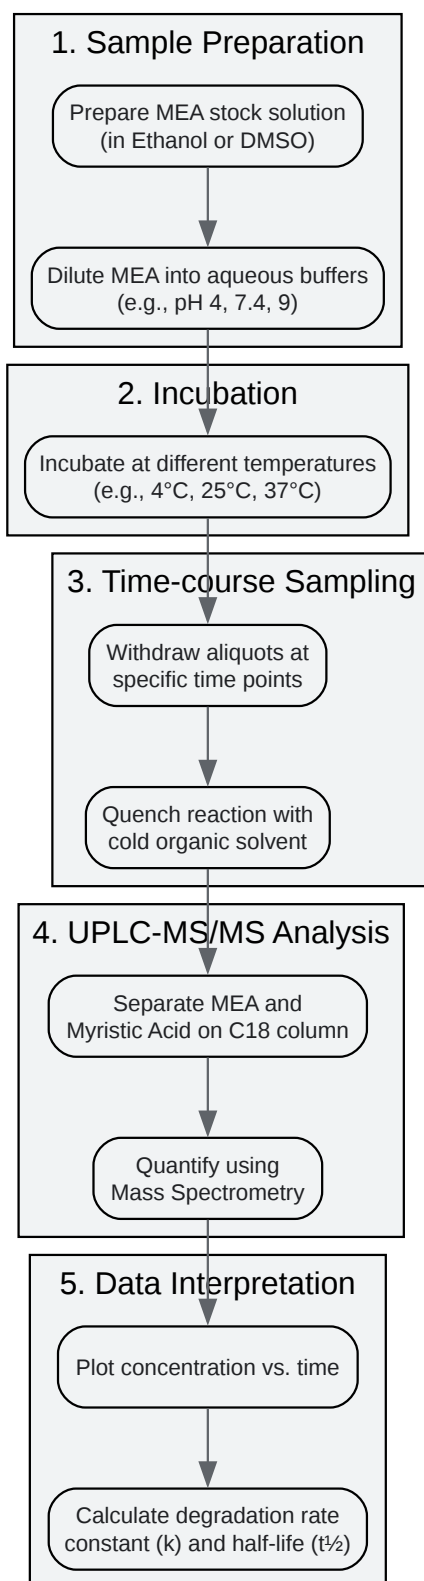 1. Sample Preparation
Prepare MEA stock solution
(in Ethanol or DMSO)
Dilute MEA into aqueous buffers
(e.g., pH 4, 7.4, 9)
2. Incubation
Incubate at different temperatures
(e.g., 4°C, 25°C, 37°C)
3. Time-course Sampling
Withdraw aliquots at
specific time points
Quench reaction with
cold organic solvent
4. UPLC-MS/MS Analysis
Separate MEA and
Myristic Acid on C18 column
Quantify using
Mass Spectrometry
5. Data Interpretation
Plot concentration vs. time
Calculate degradation rate
constant (k) and half-life (t½)